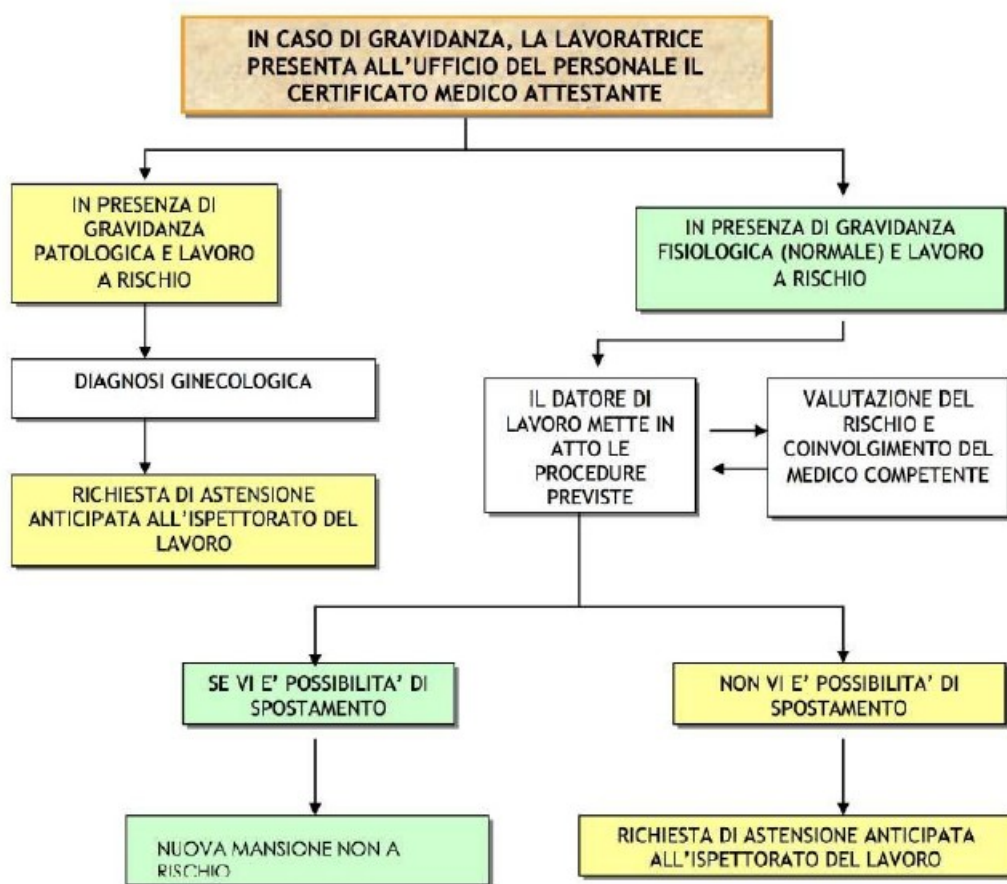 IN CASO DI GRAVIDANZA, LA LAVORATRICE
PRESENTA ALL'UFFICIO DEL PERSONALE IL
CERTIFICATO MEDICO ATTESTANTE
IN PRESENZA DI
GRAVIDANZA
PATOLOGICA E LAVORO
A RISCHIO
IN PRESENZA DI GRAVIDANZA
FISIOLOGICA (NORMALE) E LAVORO
A RISCHIO
DIAGNOSI GINECOLOGICA
IL DATORE DI
LAVORO METTE IN
ATTO LE
PROCEDURE
PREVISTE
VALUTAZIONE DEL
RISCHIO E
COINVOLGIMENTO DEL
MEDICO COMPETENTE
RICHIESTA DI ASTENSIONE
ANTICIPATA ALL'ISPETTORATO DEL
LAVORO
SE VI E' POSSIBILITA' DI
SPOSTAMENTO
NON VI E' POSSIBILITA' DI
SPOSTAMENTO
NUOVA MANSIONE NON A
RISCHIO
RICHIESTA DI ASTENSIONE ANTICIPATA
ALL'ISPETTORATO DEL LAVORO